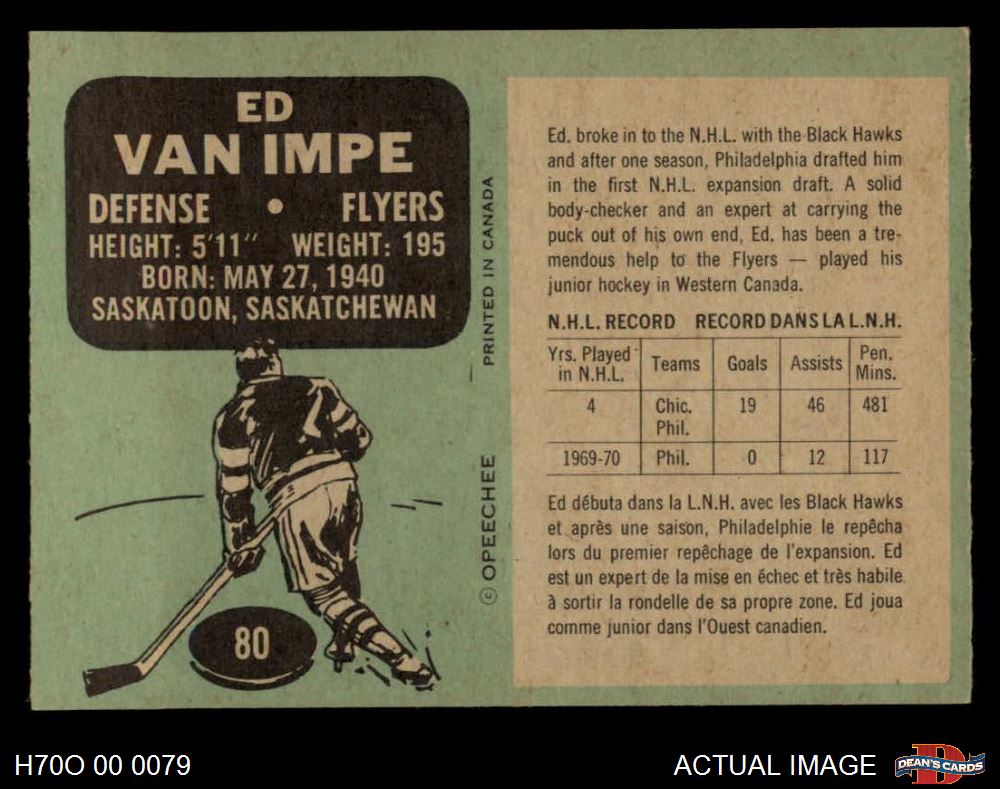 ED
VAN IMPE
DEFENSE • FLYERS
HEIGHT: 5'11" WEIGHT: 195
BORN: MAY 27, 1940
SASKATOON, SASKATCHEWAN
80
© OPEECHEE PRINTED IN CANADA
Ed. broke in to the N.H.L. with the Black Hawks
and after one season, Philadelphia drafted him
in the first N.H.L. expansion draft. A solid
body-checker and an expert at carrying the
puck out of his own end, Ed. has been a tre-
mendous help to the Flyers — played his
junior hockey in Western Canada.
N.H.L. RECORD RECORD DANS LA L.N.H.
Yrs. Played in N.H.L. Teams Goals Assists Pen. Mins.
4 Chic. Phil. 19 46 481
1969-70 Phil. 0 12 117
Ed débuta dans la L.N.H. avec les Black Hawks
et après une saison, Philadelphie le repêcha
lors du premier repêchage de l'expansion. Ed
est un expert de la mise en échec et très habile
à sortir la rondelle de sa propre zone. Ed joua
comme junior dans l'Ouest canadien.
H70O 00 0079
ACTUAL IMAGE
D
DEAN'S CARDS